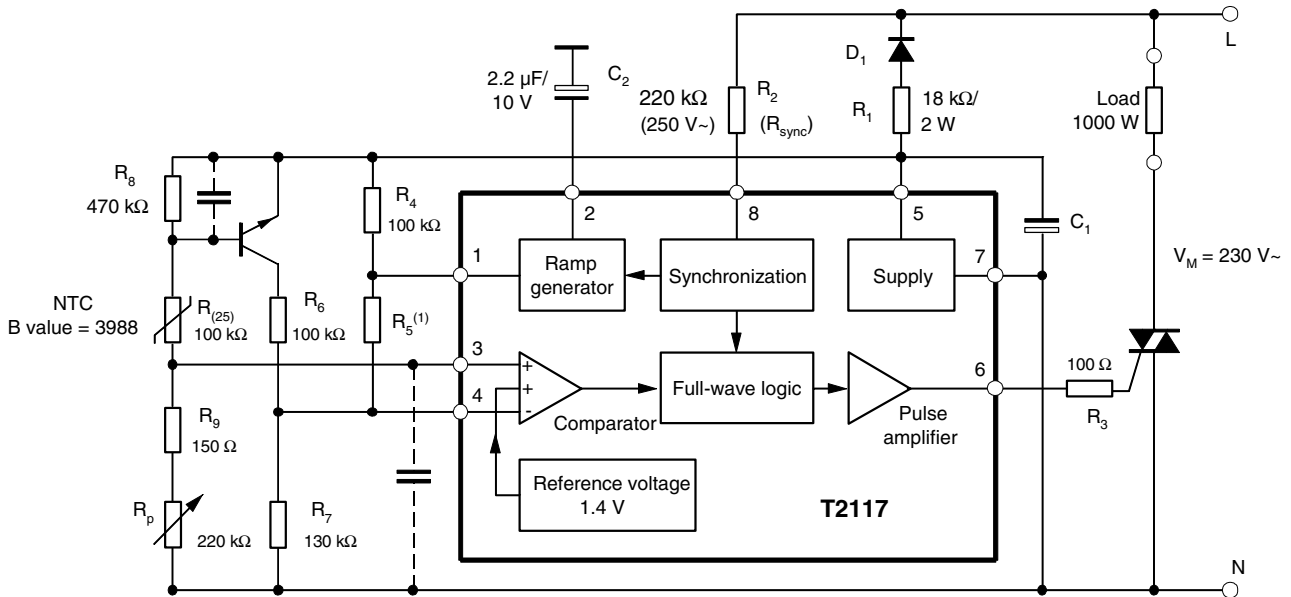 L
D₁
2.2 µF/
10 V
C₂
220 kΩ
(250 V~)
R₂
(Rsync)
R₁
18 kΩ/
2 W
Load
1000 W
R₈
470 kΩ
R₄
100 kΩ
2
8
5
C₁
1
Ramp
generator
Synchronization
Supply
7
VM = 230 V~
NTC
B value = 3988
R(25)
100 kΩ
R₆
100 kΩ
R₅(1)
3
+
+
-
4
Comparator
Full-wave logic
Pulse
amplifier
6
100 Ω
R₃
R₉
150 Ω
Reference voltage
1.4 V
T2117
Rp
220 kΩ
R₇
130 kΩ
N